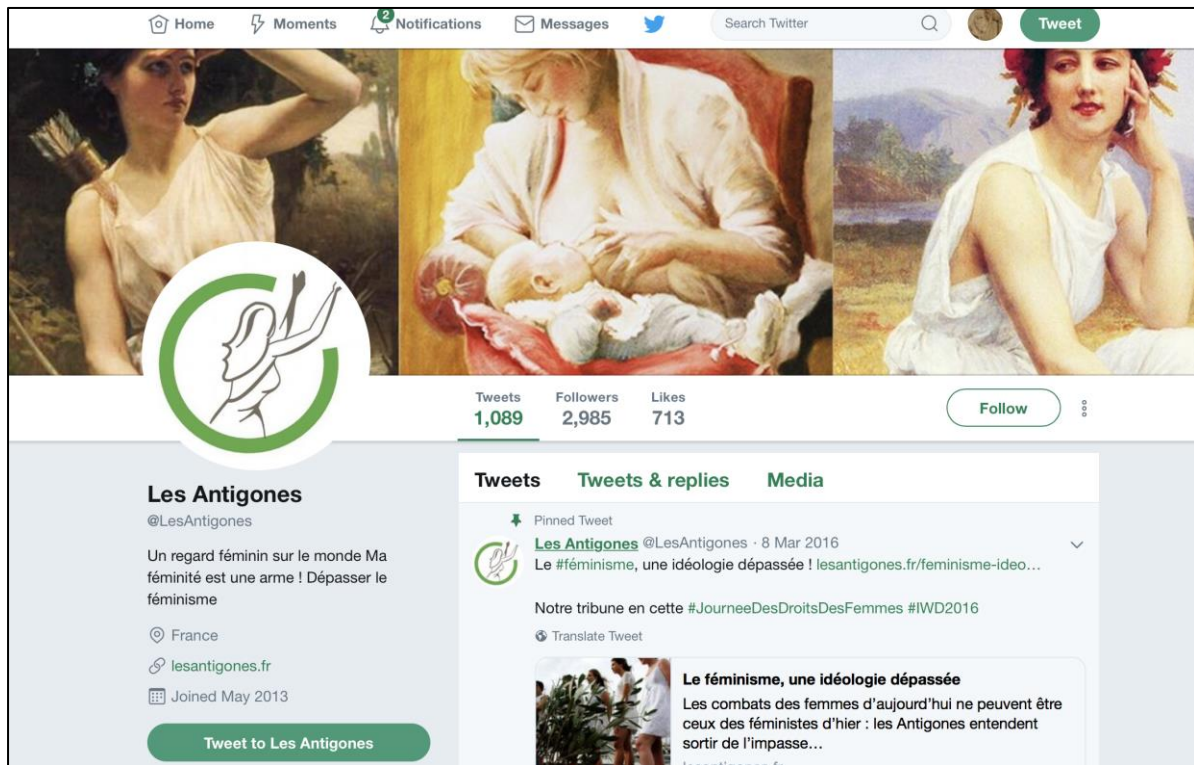 Home Moments 2 Notifications Messages Search Twitter Tweet
Tweets Followers Likes
1,089 2,985 713
Follow
Les Antigones
@LesAntigones
Un regard féminin sur le monde Ma
féminité est une arme ! Dépasser le
féminisme
France
lesantigones.fr
Joined May 2013
Tweet to Les Antigones
Tweets Tweets & replies Media
Pinned Tweet
Les Antigones @LesAntigones · 8 Mar 2016
Le #féminisme, une idéologie dépassée ! lesantigones.fr/feminisme-ideo…
Notre tribune en cette #JourneeDesDroitsDesFemmes #IWD2016
Translate Tweet
Le féminisme, une idéologie dépassée
Les combats des femmes d'aujourd'hui ne peuvent être
ceux des féministes d'hier : les Antigones entendent
sortir de l'impasse…